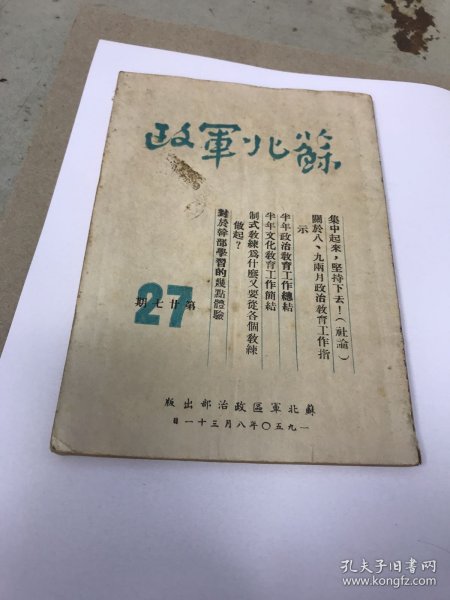 蘇北軍政
集中起來，堅持下去！（社論）
關於八、九兩月政治教育工作指
示
半年政治教育工作總結
半年文化教育工作簡結
制式教練爲什麼又要從各個教練
做起？
對於幹部學習的幾點體驗
第廿七期
27
蘇北軍區政治部出版
一九五〇年八月三十一日
孔夫子旧书网
www.kongfz.com